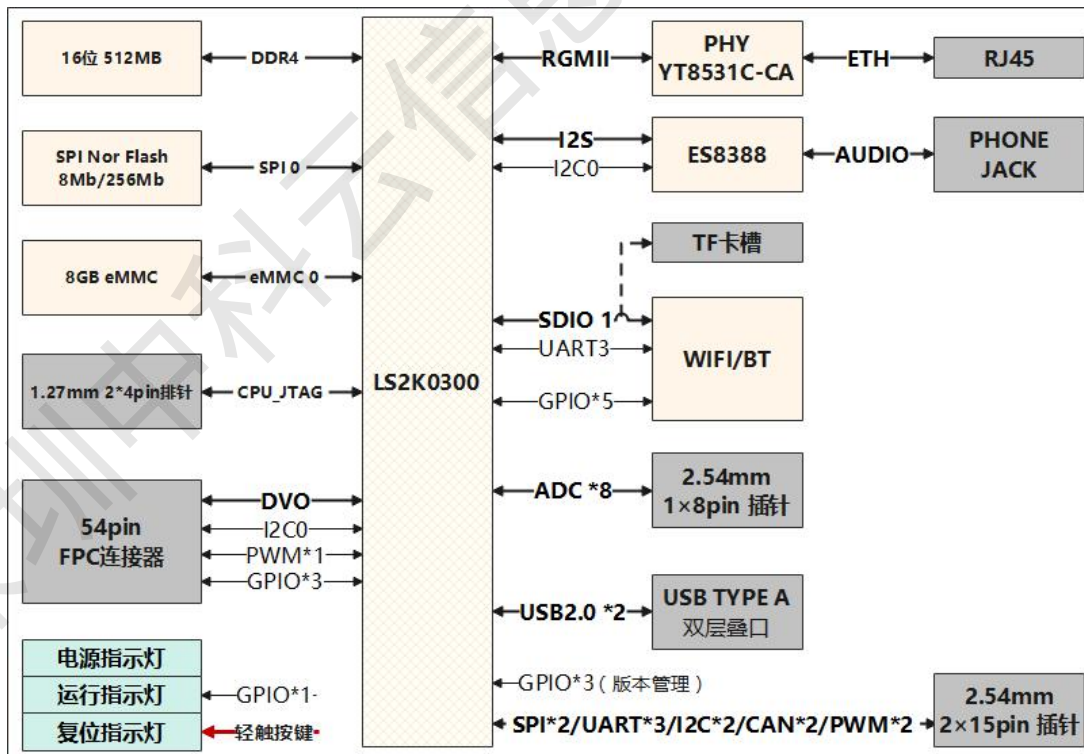 16位 512MB
DDR4
SPI Nor Flash
8Mb/256Mb
SPI 0
8GB eMMC
eMMC 0
1.27mm 2*4pin排针
CPU_JTAG
54pin
FPC连接器
DVO
I2C0
PWM*1
GPIO*3
电源指示灯
运行指示灯
GPIO*1
复位指示灯
轻触按键
LS2K0300
RGMII
PHY
YT8531C-CA
ETH
RJ45
I2S
I2C0
ES8388
AUDIO
PHONE
JACK
TF卡槽
SDIO 1
UART3
GPIO*5
WIFI/BT
ADC *8
2.54mm
1×8pin 插针
USB2.0 *2
USB TYPE A
双层叠口
GPIO*3（版本管理）
SPI*2/UART*3/I2C*2/CAN*2/PWM*2
2.54mm
2×15pin 插针
圳中科云信息